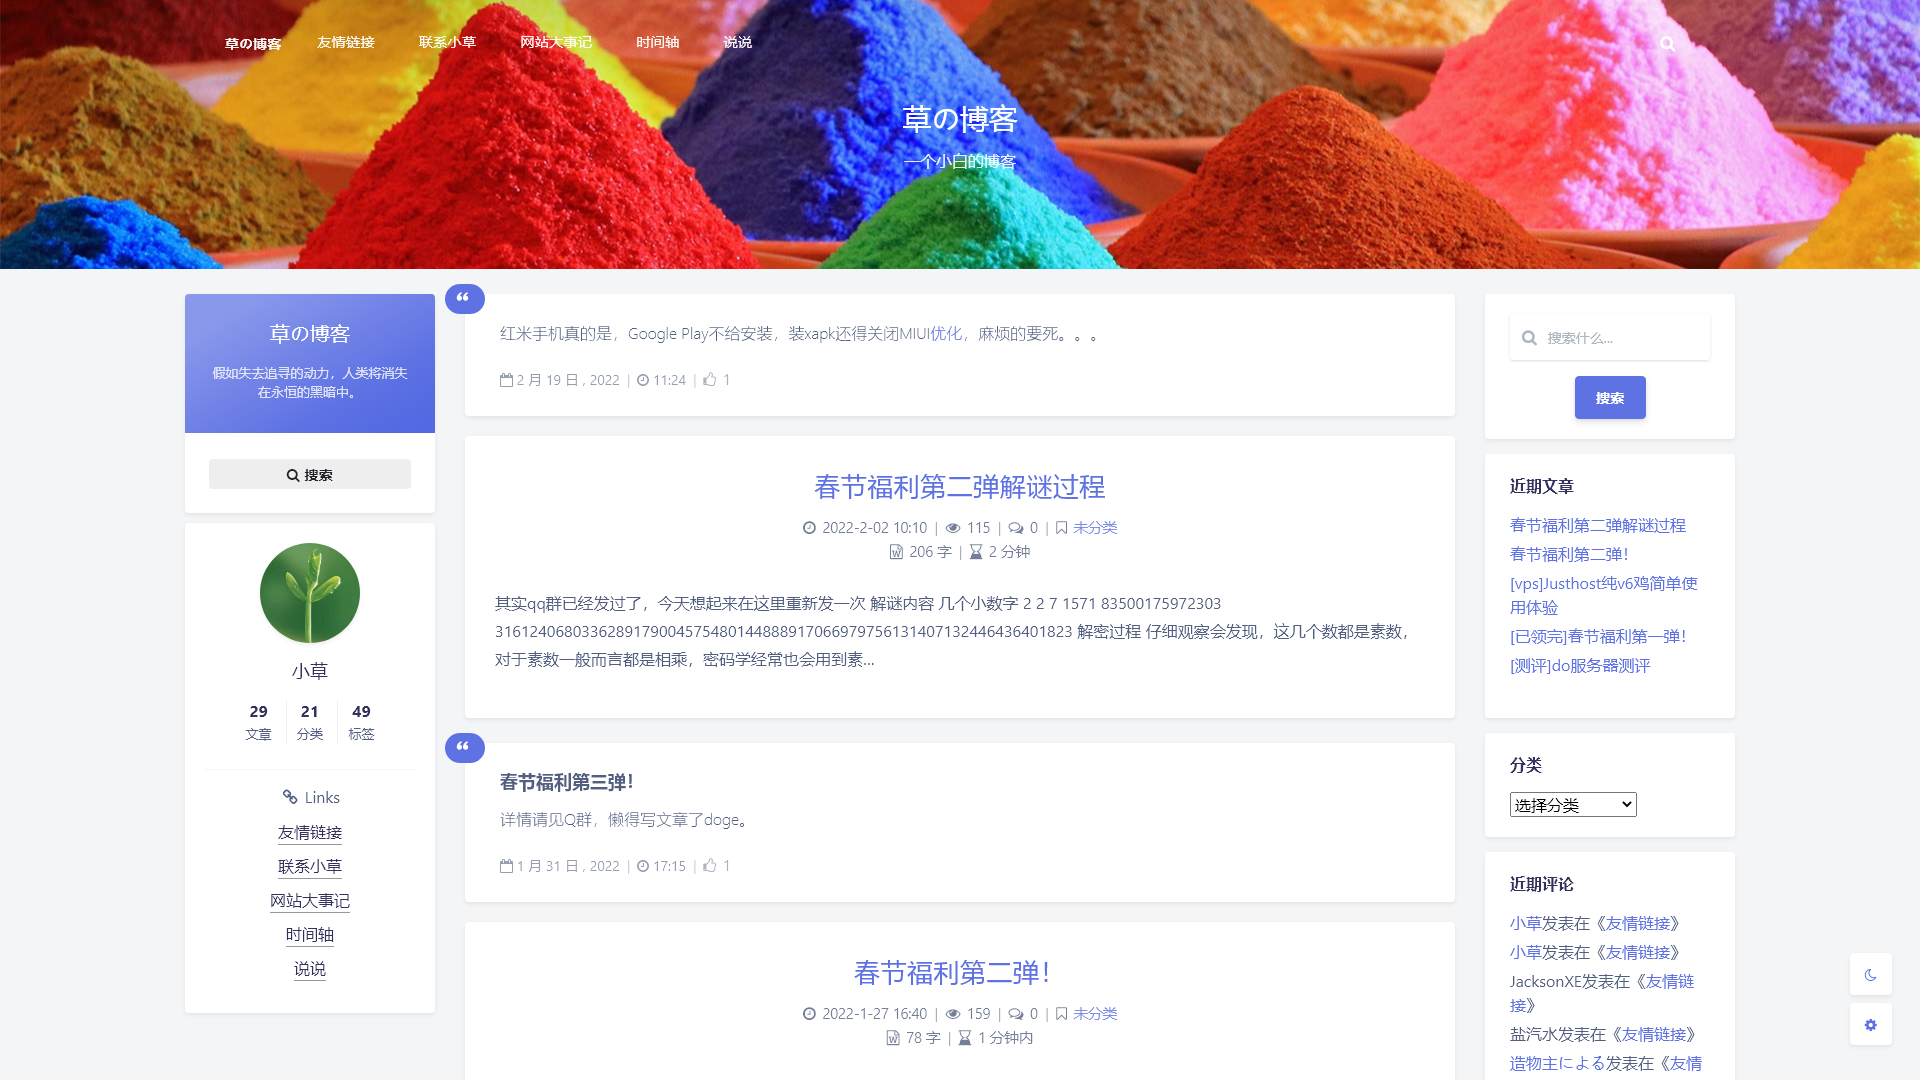 草の博客
友情链接
联系小草
网站大事记
时间轴
说说
草の博客
一个小白的博客
草の博客
假如失去追寻的动力，人类将消失
在永恒的黑暗中。
搜索
小草
29 21 49
文章 分类 标签
Links
友情链接
联系小草
网站大事记
时间轴
说说
红米手机真的是，Google Play不给安装，装xapk还得关闭MIUI优化，麻烦的要死。。。
2 月 19 日 , 2022 | 11:24 | 1
春节福利第二弹解谜过程
2022-2-02 10:10 | 115 | 0 | 未分类
206 字 | 2 分钟
其实qq群已经发过了，今天想起来在这里重新发一次 解谜内容 几个小数字 2 2 7 1571 83500175972303
31612406803362891790045754801448889170669797561314071324464364018​23 解密过程 仔细观察会发现，这几个数都是素数，
对于素数一般而言都是相乘，密码学经常也会用到素...
春节福利第三弹！
详情请见Q群，懒得写文章了doge。
1 月 31 日 , 2022 | 17:15 | 1
春节福利第二弹！
2022-1-27 16:40 | 159 | 0 | 未分类
78 字 | 1 分钟内
搜索什么...
搜索
近期文章
春节福利第二弹解谜过程
春节福利第二弹！
[vps]Justhost纯v6鸡简单使
用体验
[已领完]春节福利第一弹！
[测评]do服务器测评
分类
选择分类
近期评论
小草发表在《友情链接》
小草发表在《友情链接》
JacksonXE发表在《友情链
接》
盐汽水发表在《友情链接》
造物主による发表在《友情